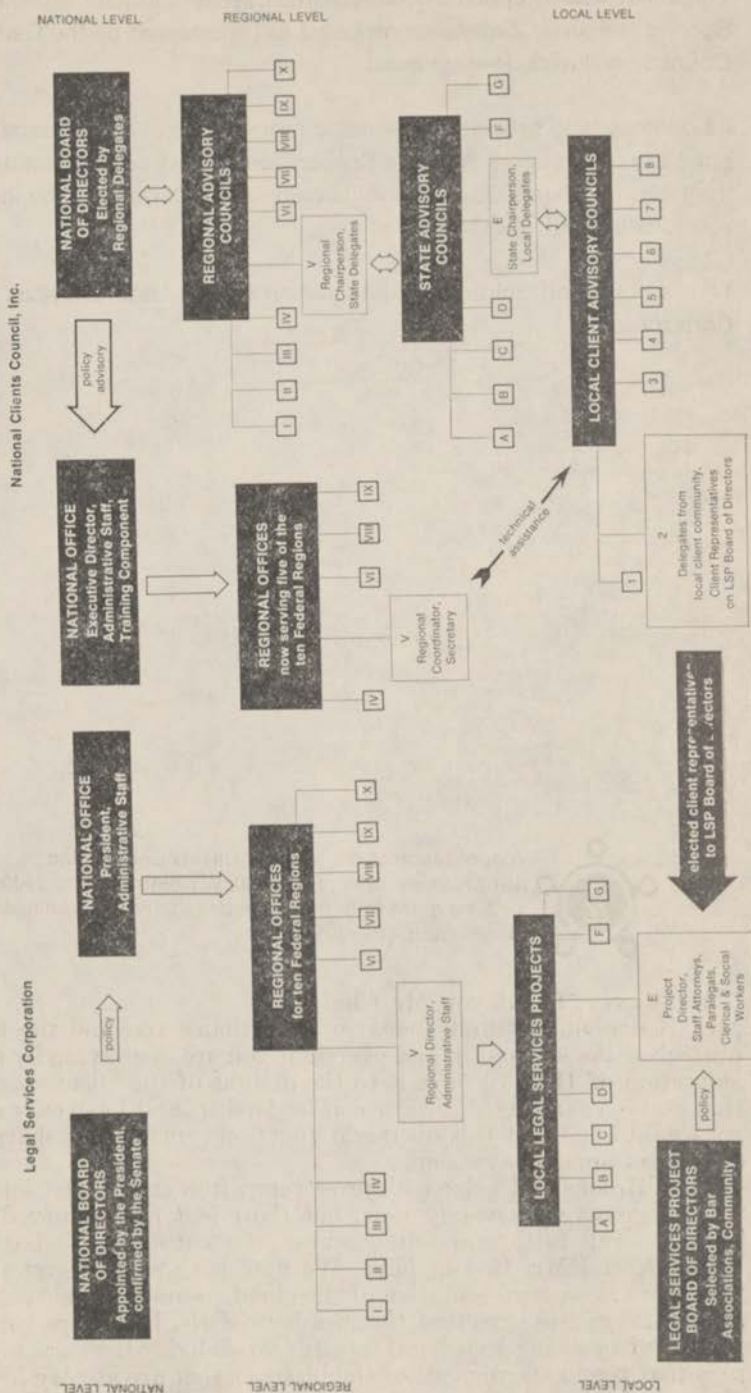 National Clients Council, Inc.
Legal Services Corporation
NATIONAL LEVEL
REGIONAL LEVEL
LOCAL LEVEL
NATIONAL BOARD
OF DIRECTORS
Appointed by the President,
confirmed by the Senate
policy
NATIONAL OFFICE
President,
Administrative Staff
NATIONAL OFFICE
Executive Director,
Administrative Staff,
Training Component
policy
advisory
NATIONAL BOARD
OF DIRECTORS
Elected by
Regional Delegates
REGIONAL OFFICES
for ten Federal Regions
I
II
III
IV
V
Regional Director,
Administrative Staff
VI
VII
VIII
IX
X
REGIONAL OFFICES
now serving five of the
ten Federal Regions
IV
V
Regional
Coordinator,
Secretary
VI
VIII
IX
REGIONAL ADVISORY
COUNCILS
I
II
III
IV
V
Regional
Chairperson,
State Delegates
VI
VII
VIII
IX
X
STATE ADVISORY
COUNCILS
A
B
C
D
E
State Chairperson,
Local Delegates
F
G
technical
assistance
LOCAL LEGAL SERVICES PROJECTS
A
B
C
D
E
Project
Director,
Staff Attorneys,
Paralegals,
Clerical & Social
Workers
F
G
LOCAL CLIENT ADVISORY COUNCILS
1
2
Delegates from
local client community,
Client Representatives
on LSP Board of Directors
3
4
5
6
7
8
LEGAL SERVICES PROJECT
BOARD OF DIRECTORS
Selected by Bar
Associations, Community
policy
elected client representatives
to LSP Board of Directors
NATIONAL LEVEL
REGIONAL LEVEL
LOCAL LEVEL